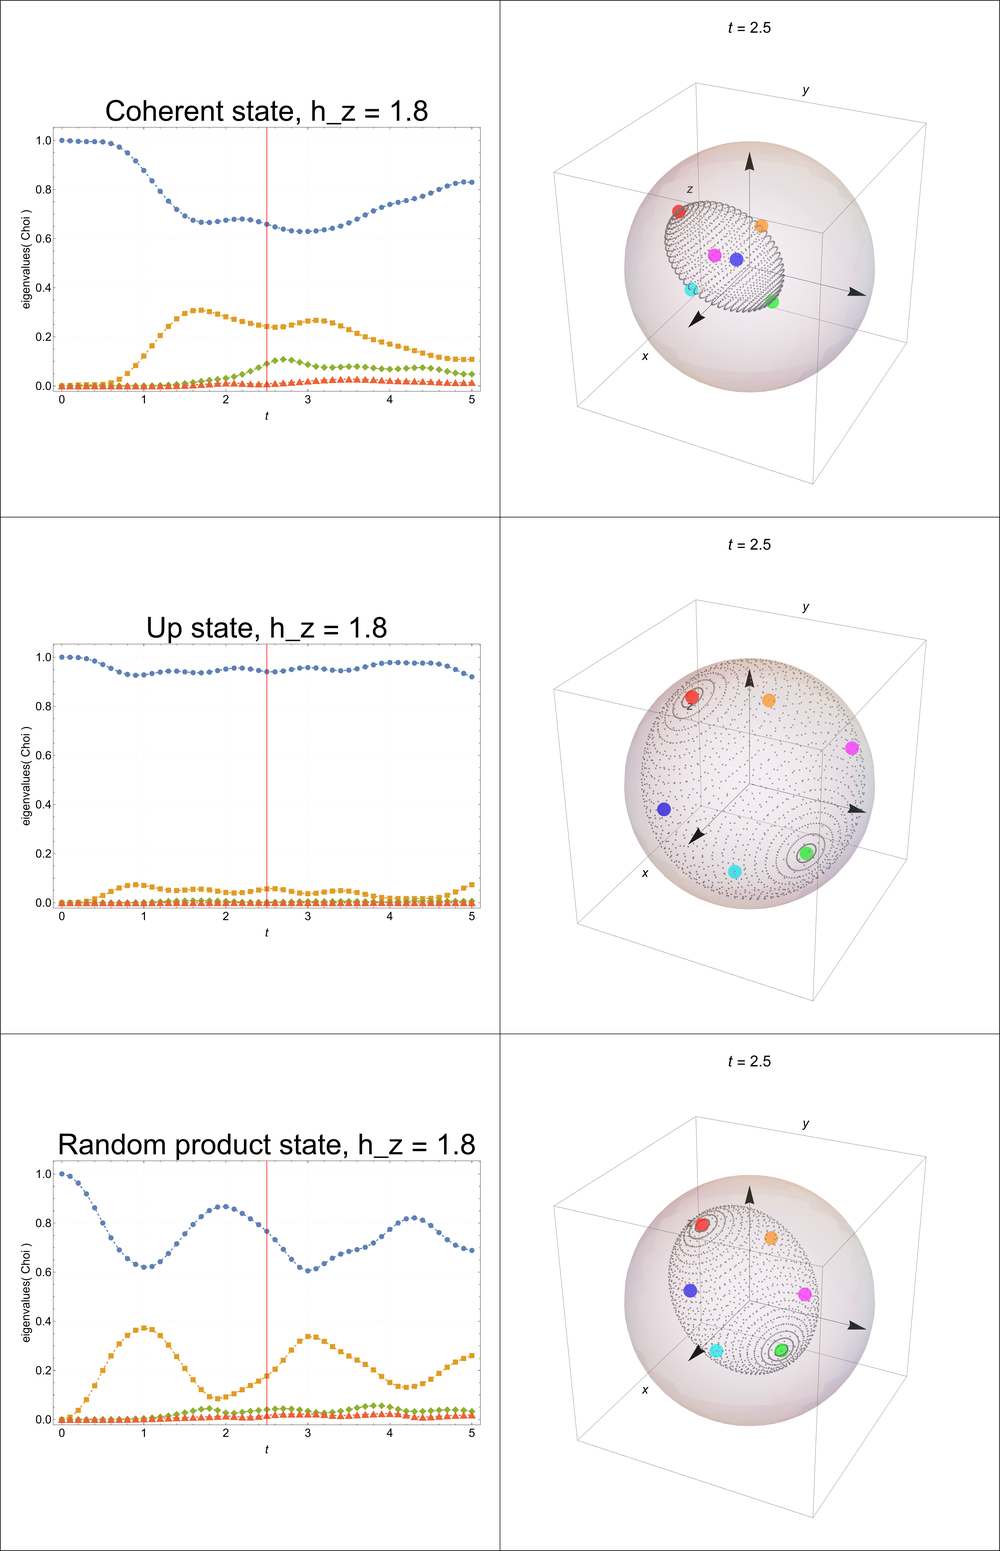 t = 2.5
y
Coherent state, h_z = 1.8
1.0
0.8
0.6
0.4
0.2
0.0
eigenvalues( Choi )
0 1 2 3 4 5
t
z
x
t = 2.5
y
Up state, h_z = 1.8
1.0
0.8
0.6
0.4
0.2
0.0
eigenvalues( Choi )
0 1 2 3 4 5
t
z
x
t = 2.5
y
Random product state, h_z = 1.8
1.0
0.8
0.6
0.4
0.2
0.0
eigenvalues( Choi )
0 1 2 3 4 5
t
x